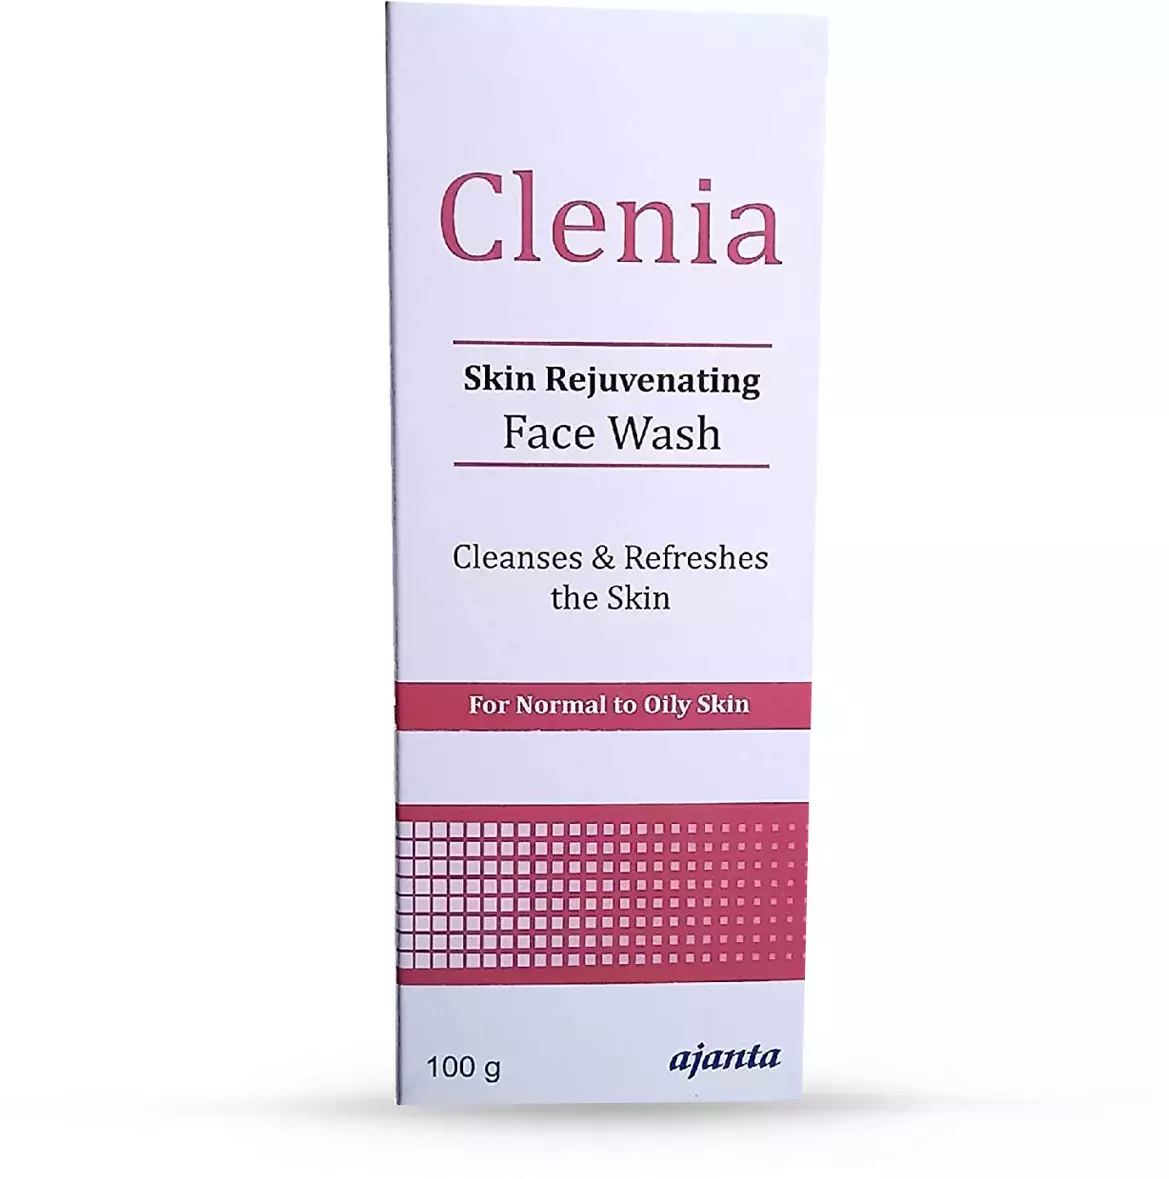 Clenia
Skin Rejuvenating
Face Wash
Cleanses & Refreshes
the Skin
For Normal to Oily Skin
100 g
ajanta